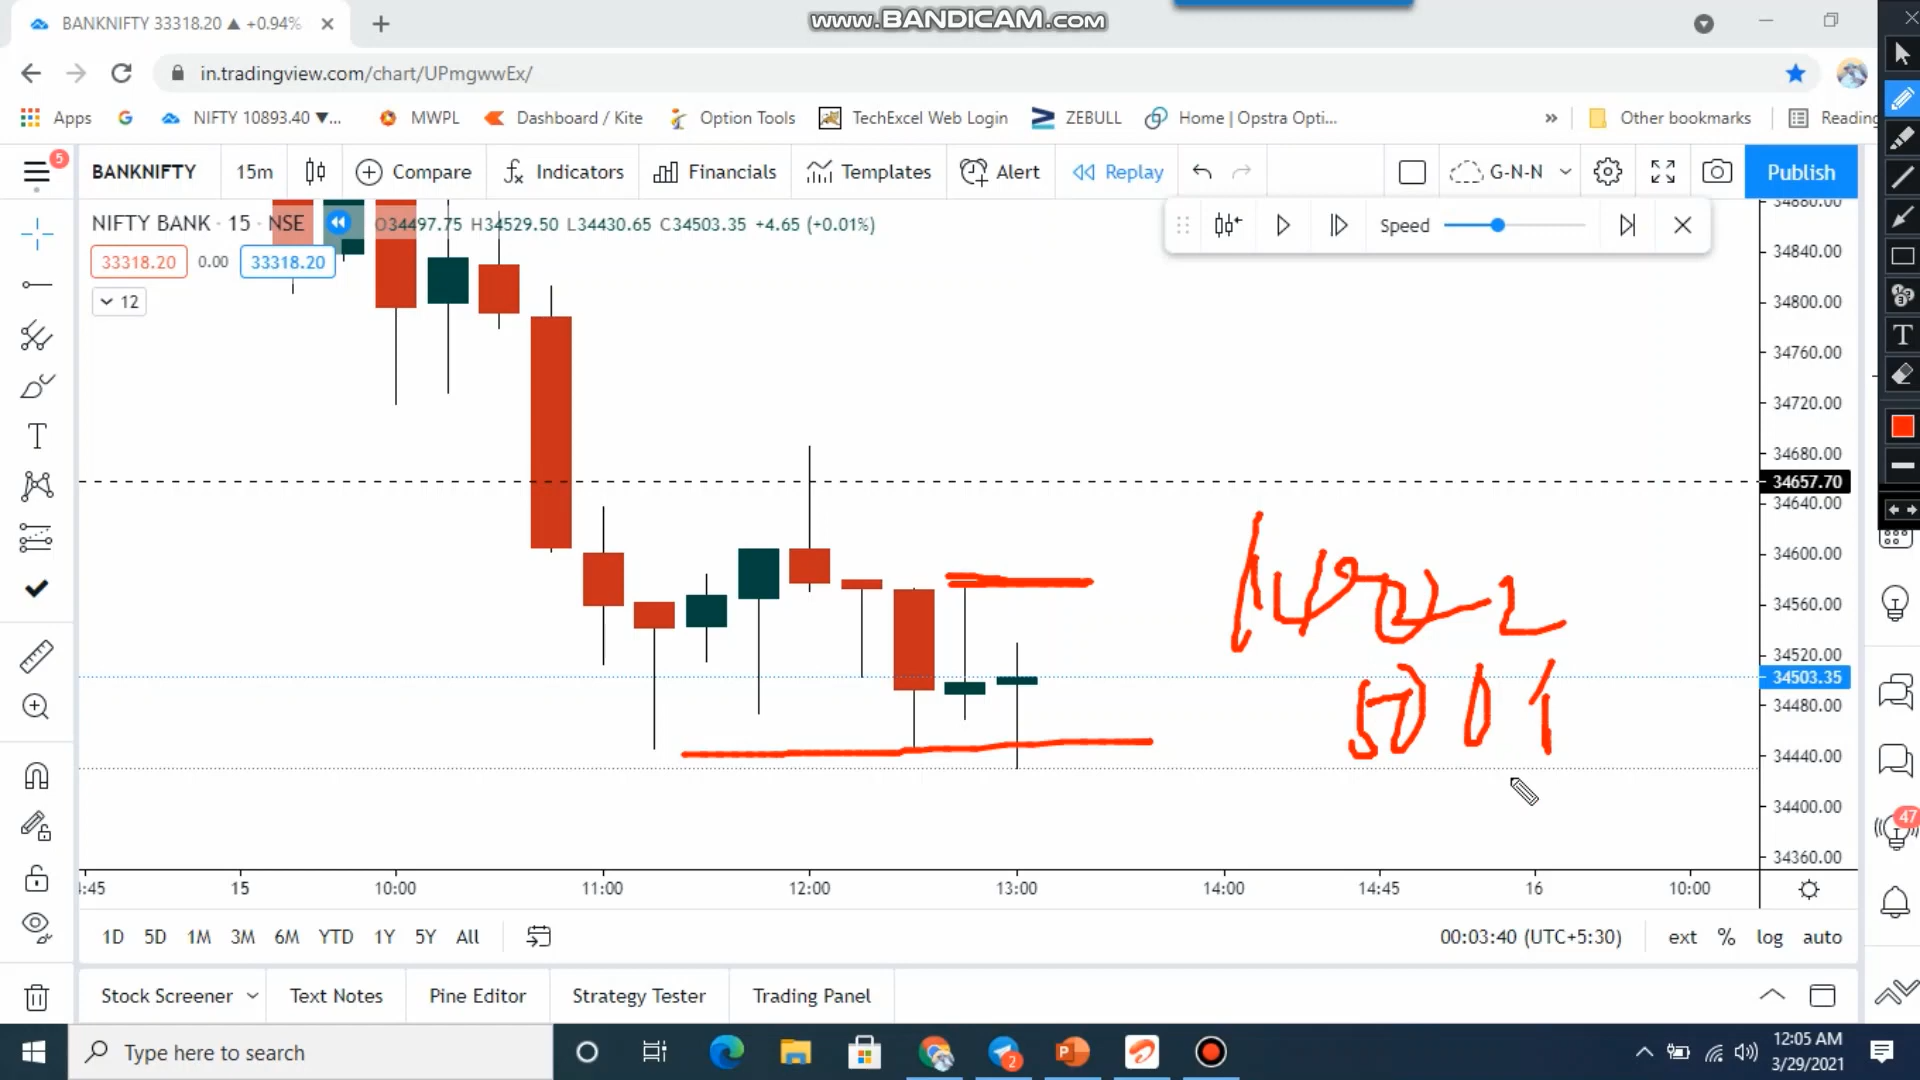 BANKNIFTY 33318.20 ▲ +0.94%
www.BANDICAM.com
in.tradingview.com/chart/UPmgwwEx/
Apps
NIFTY 10893.40 ▼...
MWPL
Dashboard / Kite
Option Tools
TechExcel Web Login
ZEBULL
Home | Opstra Opti...
»
Other bookmarks
Reading
5
BANKNIFTY
15m
Compare
Indicators
Financials
Templates
Alert
Replay
G-N-N
Publish
NIFTY BANK · 15 · NSE
O34497.75 H34529.50 L34430.65 C34503.35 +4.65 (+0.01%)
33318.20 0.00 33318.20
12
Speed
34880.00
34840.00
34800.00
34760.00
34720.00
34680.00
34657.70
34640.00
34600.00
34560.00
34520.00
34503.35
34480.00
34440.00
34400.00
34360.00
47
:45 15 10:00 11:00 12:00 13:00 14:00 14:45 16 10:00
1D 5D 1M 3M 6M YTD 1Y 5Y All
00:03:40 (UTC+5:30)
ext % log auto
Stock Screener
Text Notes
Pine Editor
Strategy Tester
Trading Panel
Type here to search
2
12:05 AM
3/29/2021